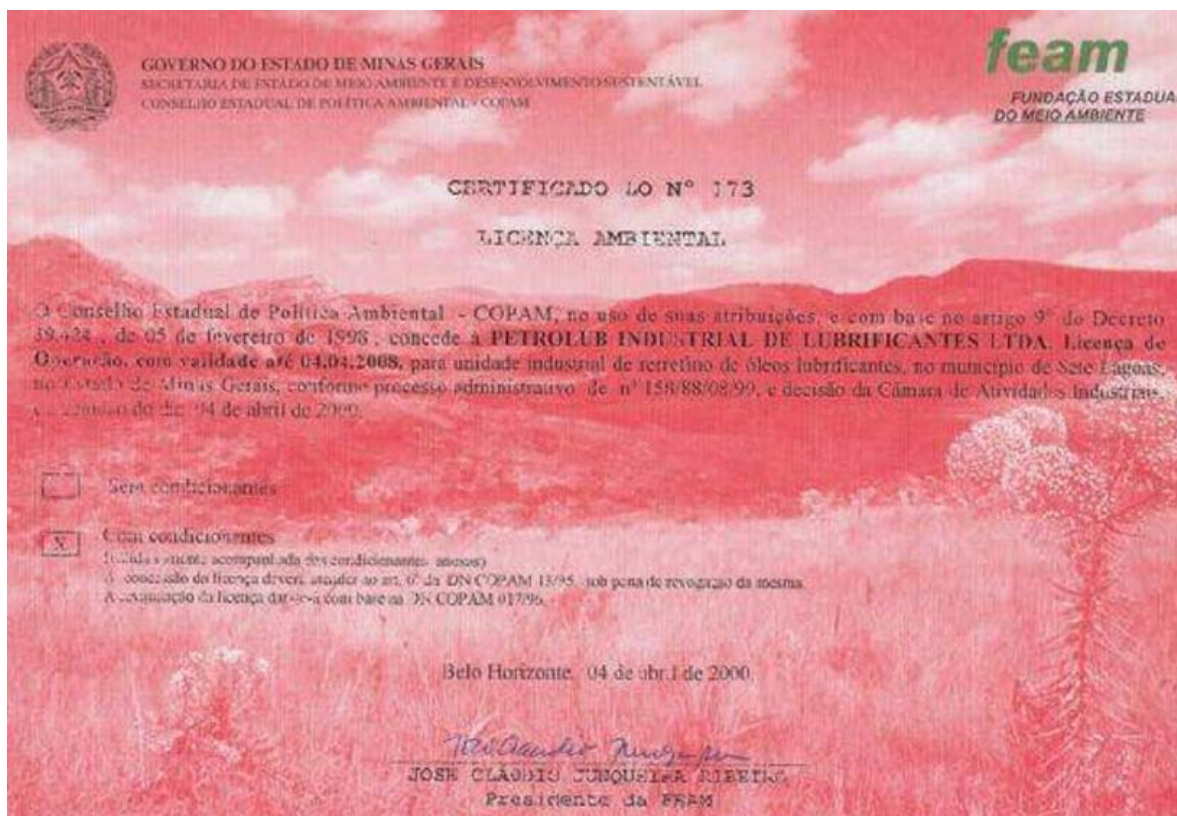 GOVERNO DO ESTADO DE MINAS GERAIS
SECRETARIA DE ESTADO DE MEIO AMBIENTE E DESENVOLVIMENTO SUSTENTÁVEL
CONSELHO ESTADUAL DE POLÍTICA AMBIENTAL - COPAM
feam
FUNDAÇÃO ESTADUA
DO MEIO AMBIENTE
CERTIFICADO LO Nº 173
LICENÇA AMBIENTAL
O Conselho Estadual de Política Ambiental - COPAM, no uso de suas atribuições, e com base no artigo 9º do Decreto
39.424 , de 05 de fevereiro de 1998 , concede à PETROLUB INDUSTRIAL DE LUBRIFICANTES LTDA. Licença de
Operação, com validade até 04.04.2008, para unidade industrial de rerrefino de óleos lubrificantes, no município de Sete Lagoas,
no Estado de Minas Gerais, conforme processo administrativo de nº 158/88/08/99, e decisão da Câmara de Atividades Industriais,
reunião do dia 04 de abril de 2000.
Sem condicionantes
X Com condicionantes
acompanhada dos condicionantes anexos)
A concessão da licença deverá atender ao art. 6º da DN COPAM 13/95, sob pena de revogação da mesma.
A revalidação da licença dar-se-á com base na DN COPAM 017/96.
Belo Horizonte, 04 de abril de 2000.
JOSÉ CLÁUDIO JUNQUEIRA RIBEIRO
Presidente da FEAM